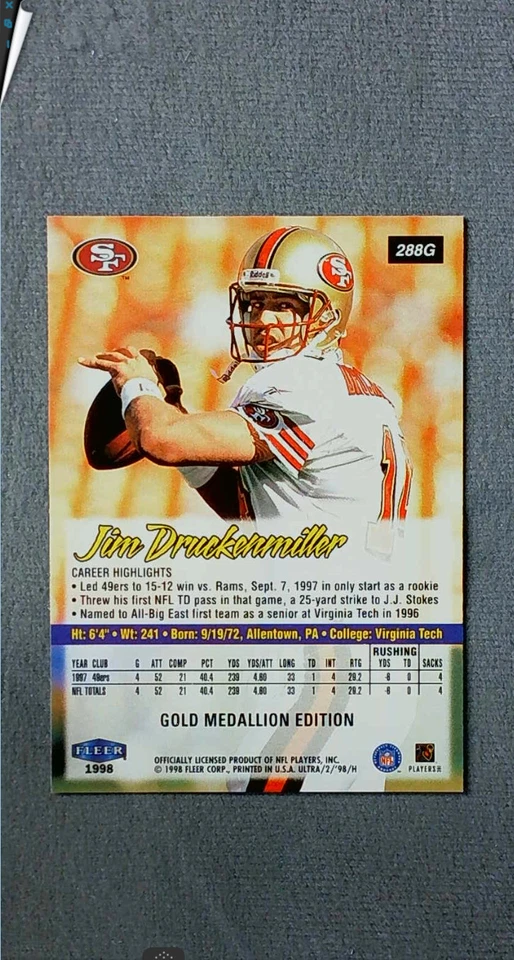 SF
TM
288G
Riddell
Jim Druckenmiller
CAREER HIGHLIGHTS
• Led 49ers to 15-12 win vs. Rams, Sept. 7, 1997 in only start as a rookie
• Threw his first NFL TD pass in that game, a 25-yard strike to J.J. Stokes
• Named to All-Big East first team as a senior at Virginia Tech in 1996
Ht: 6'4" • Wt: 241 • Born: 9/19/72, Allentown, PA • College: Virginia Tech
RUSHING
YEAR CLUB G ATT COMP PCT YDS YDS/ATT LONG TD INT RTG YDS TD SACKS
1997 49ers 4 52 21 40.4 239 4.60 33 1 4 29.2 -6 0 4
NFL TOTALS 4 52 21 40.4 239 4.60 33 1 4 29.2 -6 0 4
GOLD MEDALLION EDITION
FLEER
1998
OFFICIALLY LICENSED PRODUCT OF NFL PLAYERS, INC.
© 1998 FLEER CORP., PRINTED IN U.S.A. ULTRA/2/'98/H
NFL
PLAYERS